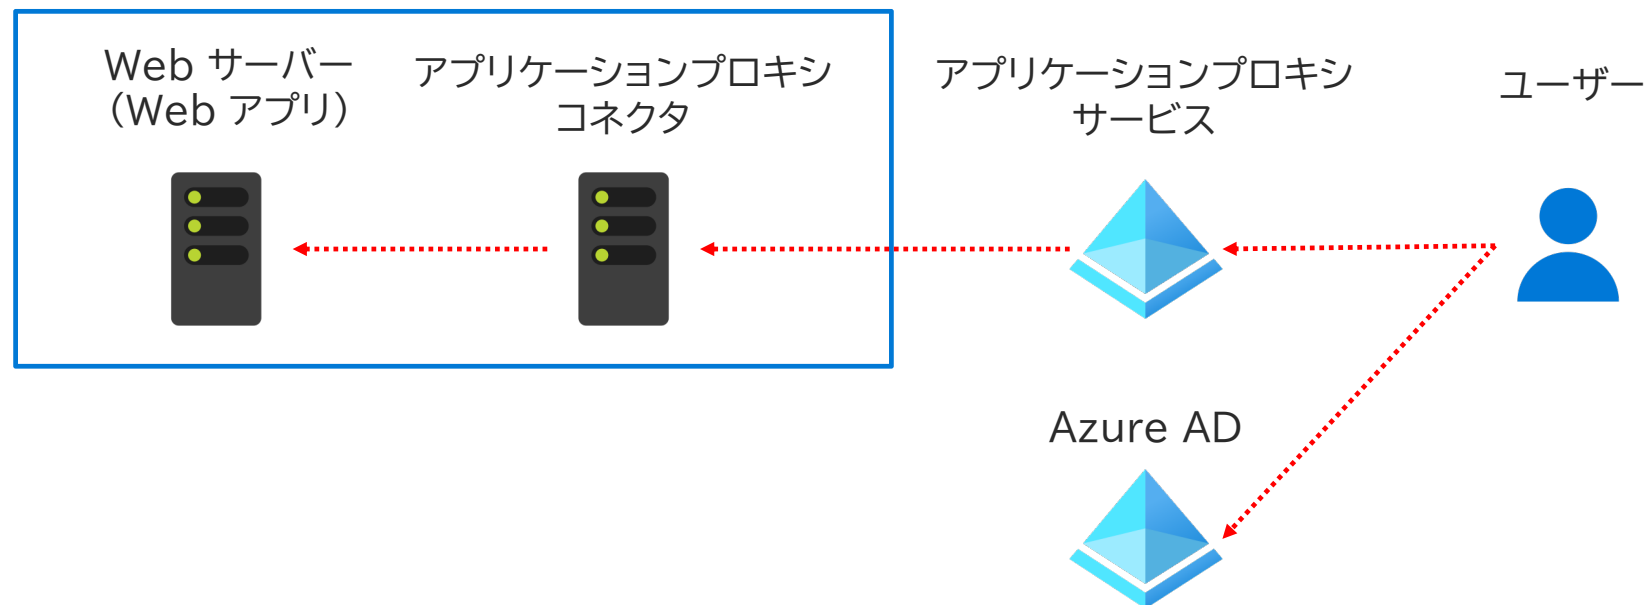 Web サーバー
（Web アプリ）
アプリケーションプロキシ
コネクタ
アプリケーションプロキシ
サービス
ユーザー
Azure AD